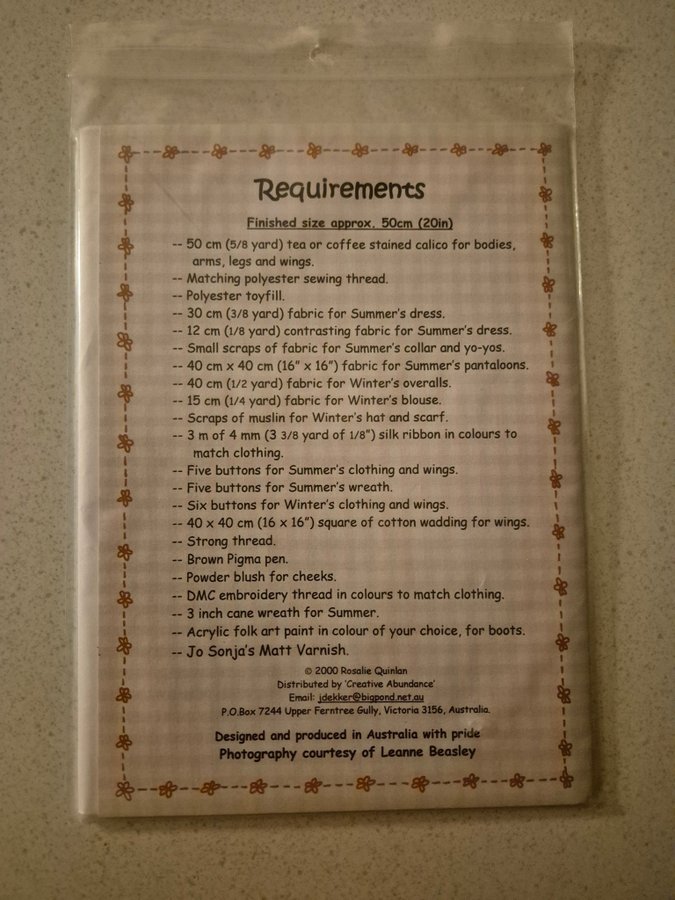 Requirements
Finished size approx. 50cm (20in)
-- 50 cm (5/8 yard) tea or coffee stained calico for bodies,
arms, legs and wings.
-- Matching polyester sewing thread.
-- Polyester toyfill.
-- 30 cm (3/8 yard) fabric for Summer's dress.
-- 12 cm (1/8 yard) contrasting fabric for Summer's dress.
-- Small scraps of fabric for Summer's collar and yo-yos.
-- 40 cm x 40 cm (16" x 16") fabric for Summer's pantaloons.
-- 40 cm (1/2 yard) fabric for Winter's overalls.
-- 15 cm (1/4 yard) fabric for Winter's blouse.
-- Scraps of muslin for Winter's hat and scarf.
-- 3 m of 4 mm (3 3/8 yard of 1/8") silk ribbon in colours to
match clothing.
-- Five buttons for Summer's clothing and wings.
-- Five buttons for Summer's wreath.
-- Six buttons for Winter's clothing and wings.
-- 40 x 40 cm (16 x 16") square of cotton wadding for wings.
-- Strong thread.
-- Brown Pigma pen.
-- Powder blush for cheeks.
-- DMC embroidery thread in colours to match clothing.
-- 3 inch cane wreath for Summer.
-- Acrylic folk art paint in colour of your choice, for boots.
-- Jo Sonja's Matt Varnish.
© 2000 Rosalie Quinlan
Distributed by 'Creative Abundance'
Email: jdekker@bigpond.net.au
P.O.Box 7244 Upper Ferntree Gully, Victoria 3156, Australia.
Designed and produced in Australia with pride
Photography courtesy of Leanne Beasley